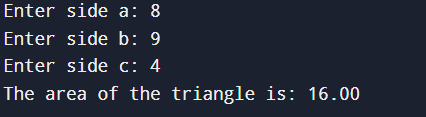 Enter side a: 8
Enter side b: 9
Enter side c: 4
The area of the triangle is: 16.00